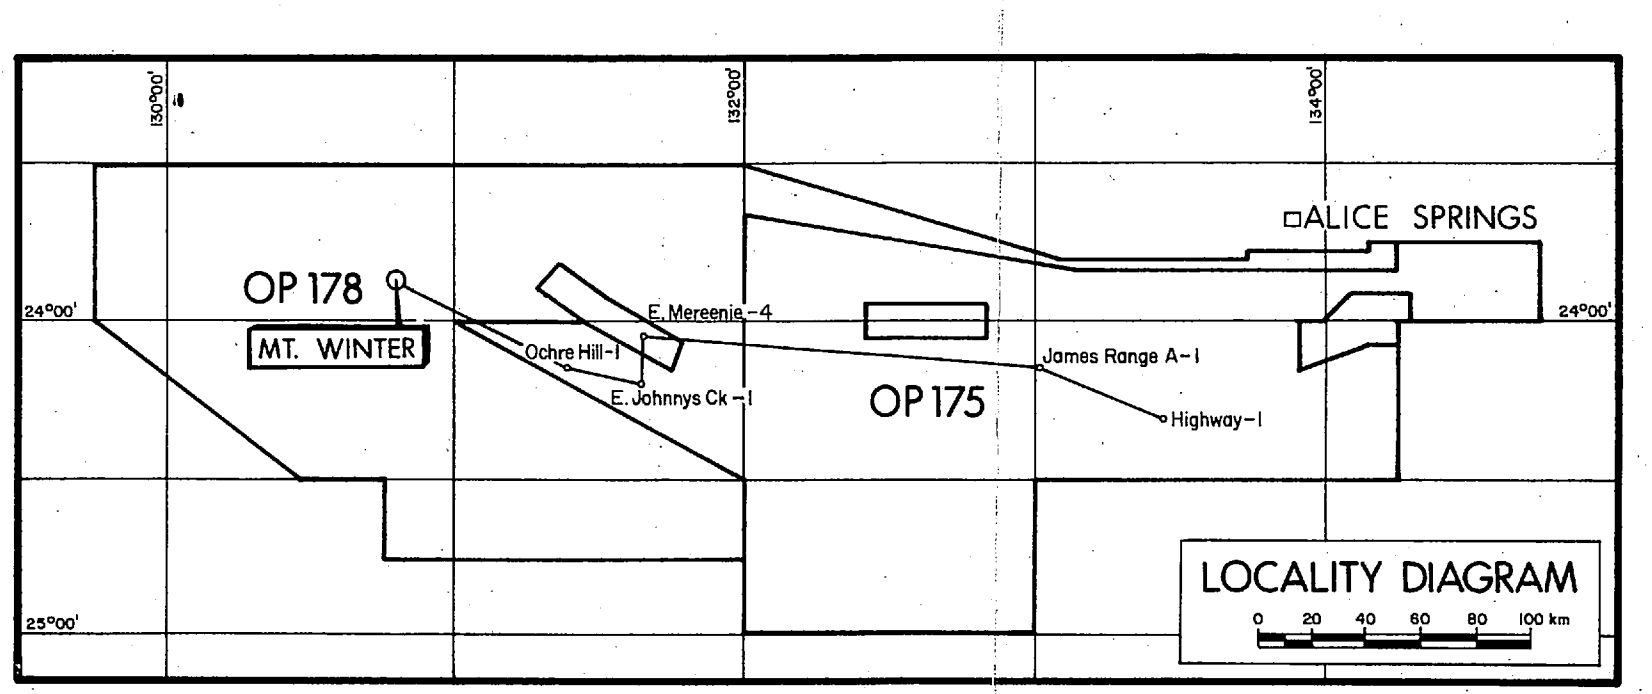 130°00'
132°00'
134°00'
□ALICE SPRINGS
OP 178
24°00'
24°00'
E. Mereenie-4
MT. WINTER
Ochre Hill-1
James Range A-1
E. Johnnys Ck-1
OP 175
Highway-1
LOCALITY DIAGRAM
0 20 40 60 80 100 km
25°00'